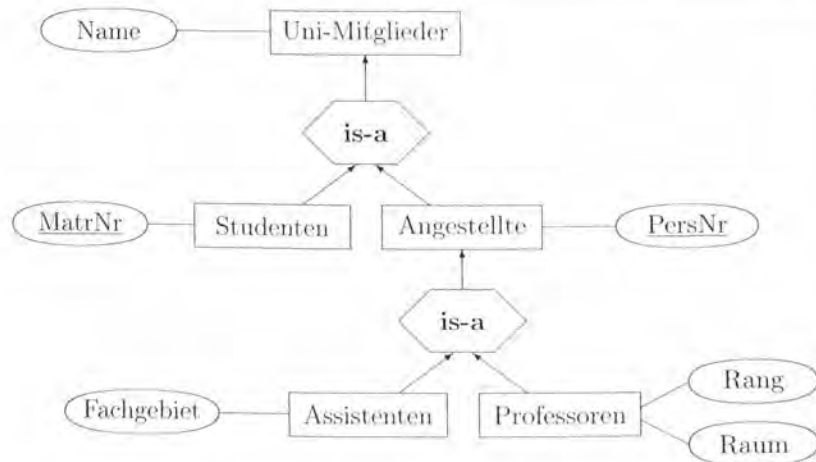 Name
Uni-Mitglieder
is-a
MatrNr
Studenten
Angestellte
PersNr
is-a
Fachgebiet
Assistenten
Professoren
Rang
Raum